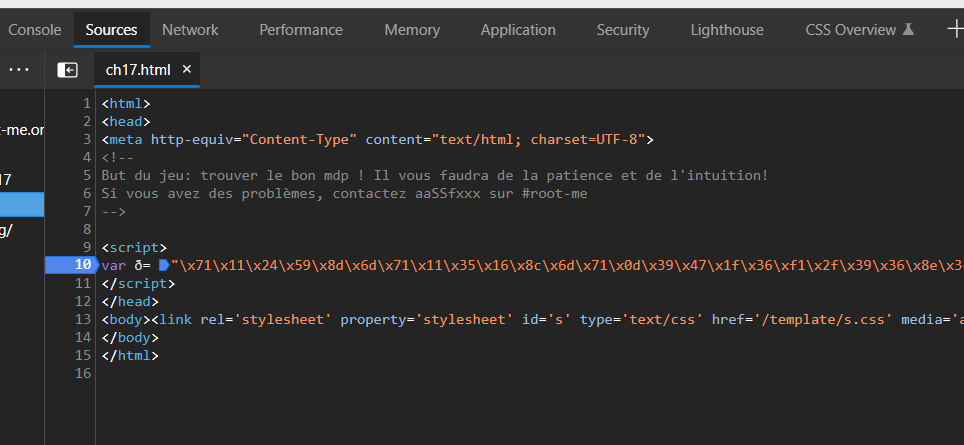 Console Sources Network Performance Memory Application Security Lighthouse CSS Overview
ch17.html ×
t-me.or
17
g/
1 <html>
2 <head>
3 <meta http-equiv="Content-Type" content="text/html; charset=UTF-8">
4 <!--
5 But du jeu: trouver le bon mdp ! Il vous faudra de la patience et de l'intuition!
6 Si vous avez des problèmes, contactez aaSSfxxx sur #root-me
7 -->
8
9 <script>
10 var ð= "\x71\x11\x24\x59\x8d\x6d\x71\x11\x35\x16\x8c\x6d\x71\x0d\x39\x47\x1f\x36\xf1\x2f\x39\x36\x8e\x3
11 </script>
12 </head>
13 <body><link rel='stylesheet' property='stylesheet' id='s' type='text/css' href='/template/s.css' media='a
14 </body>
15 </html>
16